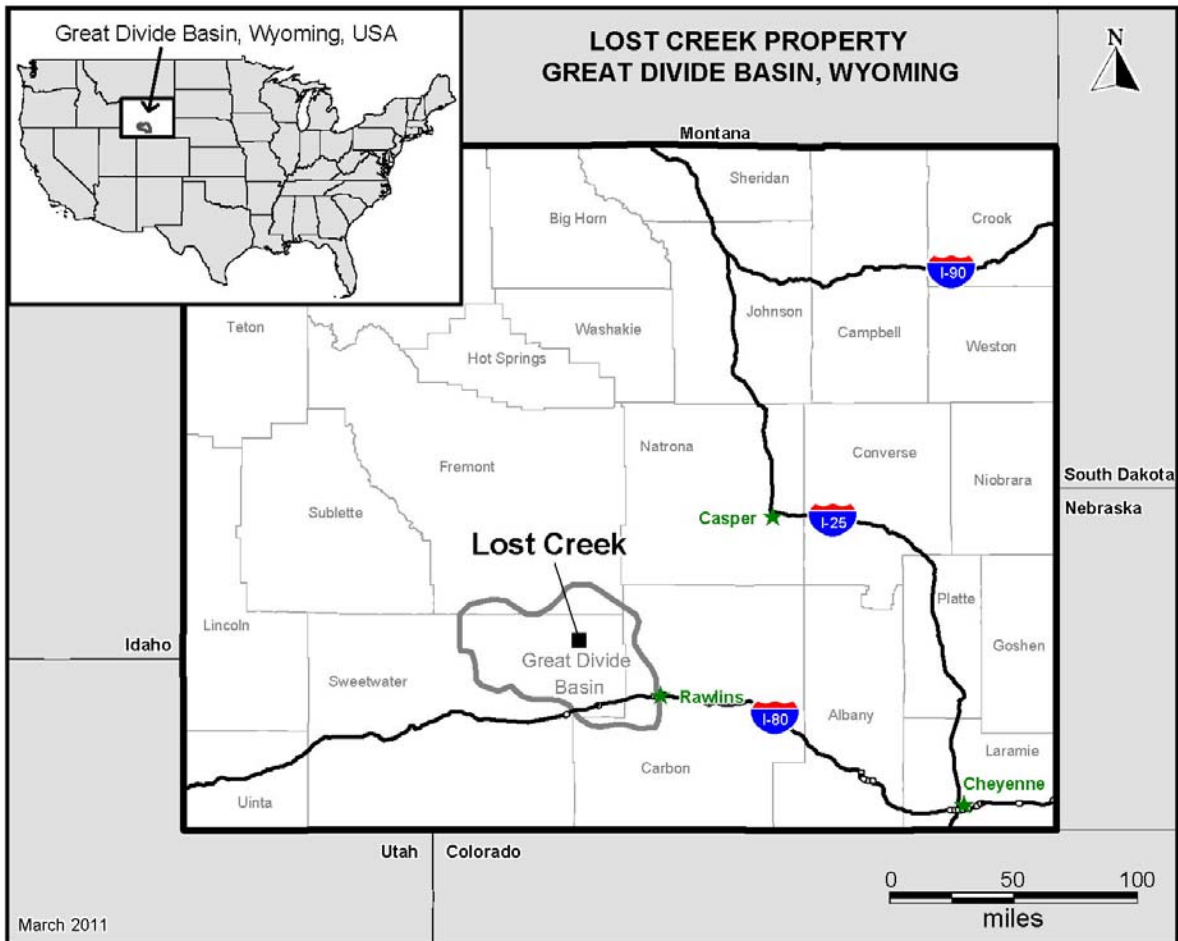 Great Divide Basin, Wyoming, USA
LOST CREEK PROPERTY
GREAT DIVIDE BASIN, WYOMING
N
Montana
Sheridan
Big Horn
Crook
I-90
Teton
Washakie
Johnson
Campbell
Hot Springs
Weston
Natrona
Converse
Fremont
Niobrara
South Dakota
Nebraska
Sublette
Casper
I-25
Lost Creek
Platte
Lincoln
Goshen
Idaho
Great Divide
Basin
Sweetwater
Rawlins
I-80
Albany
Laramie
Carbon
Cheyenne
Uinta
Utah
Colorado
0 50 100
miles
March 2011